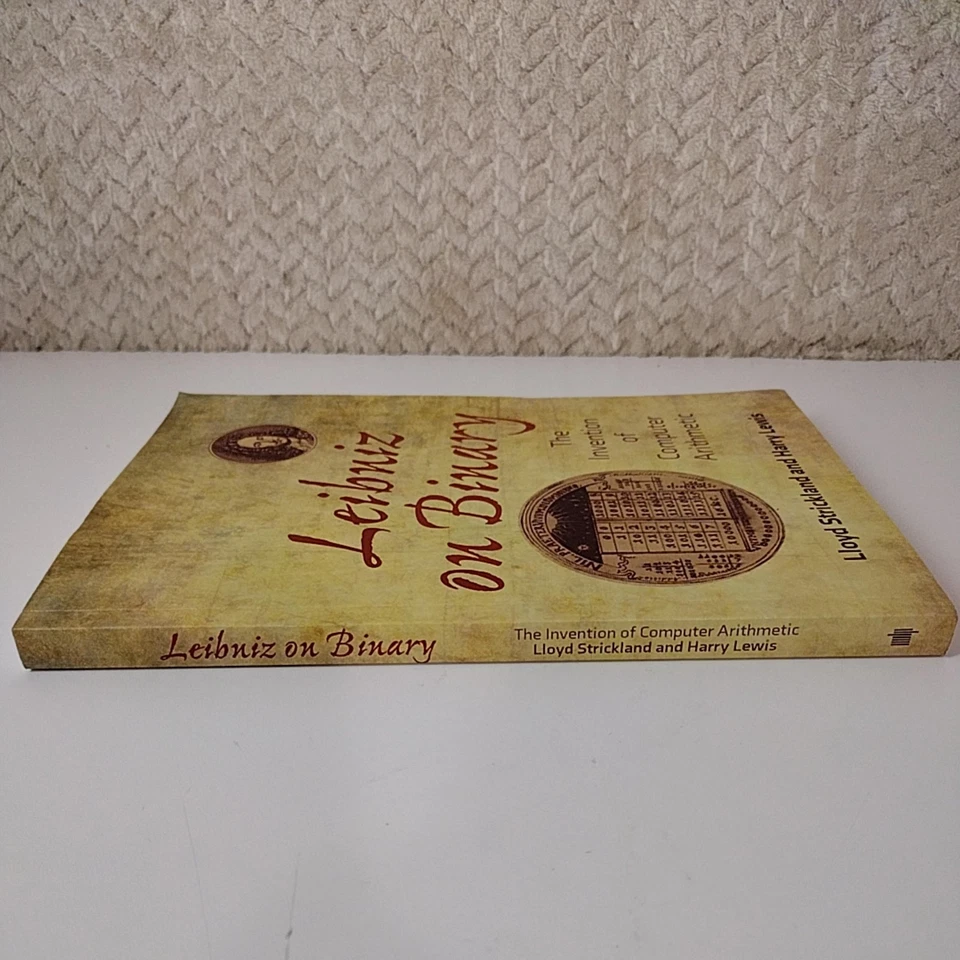 Leibniz
on Binary
The
Invention
of
Computer
Arithmetic
Lloyd Strickland and Harry Lewis
Leibniz on Binary
The Invention of Computer Arithmetic
Lloyd Strickland and Harry Lewis